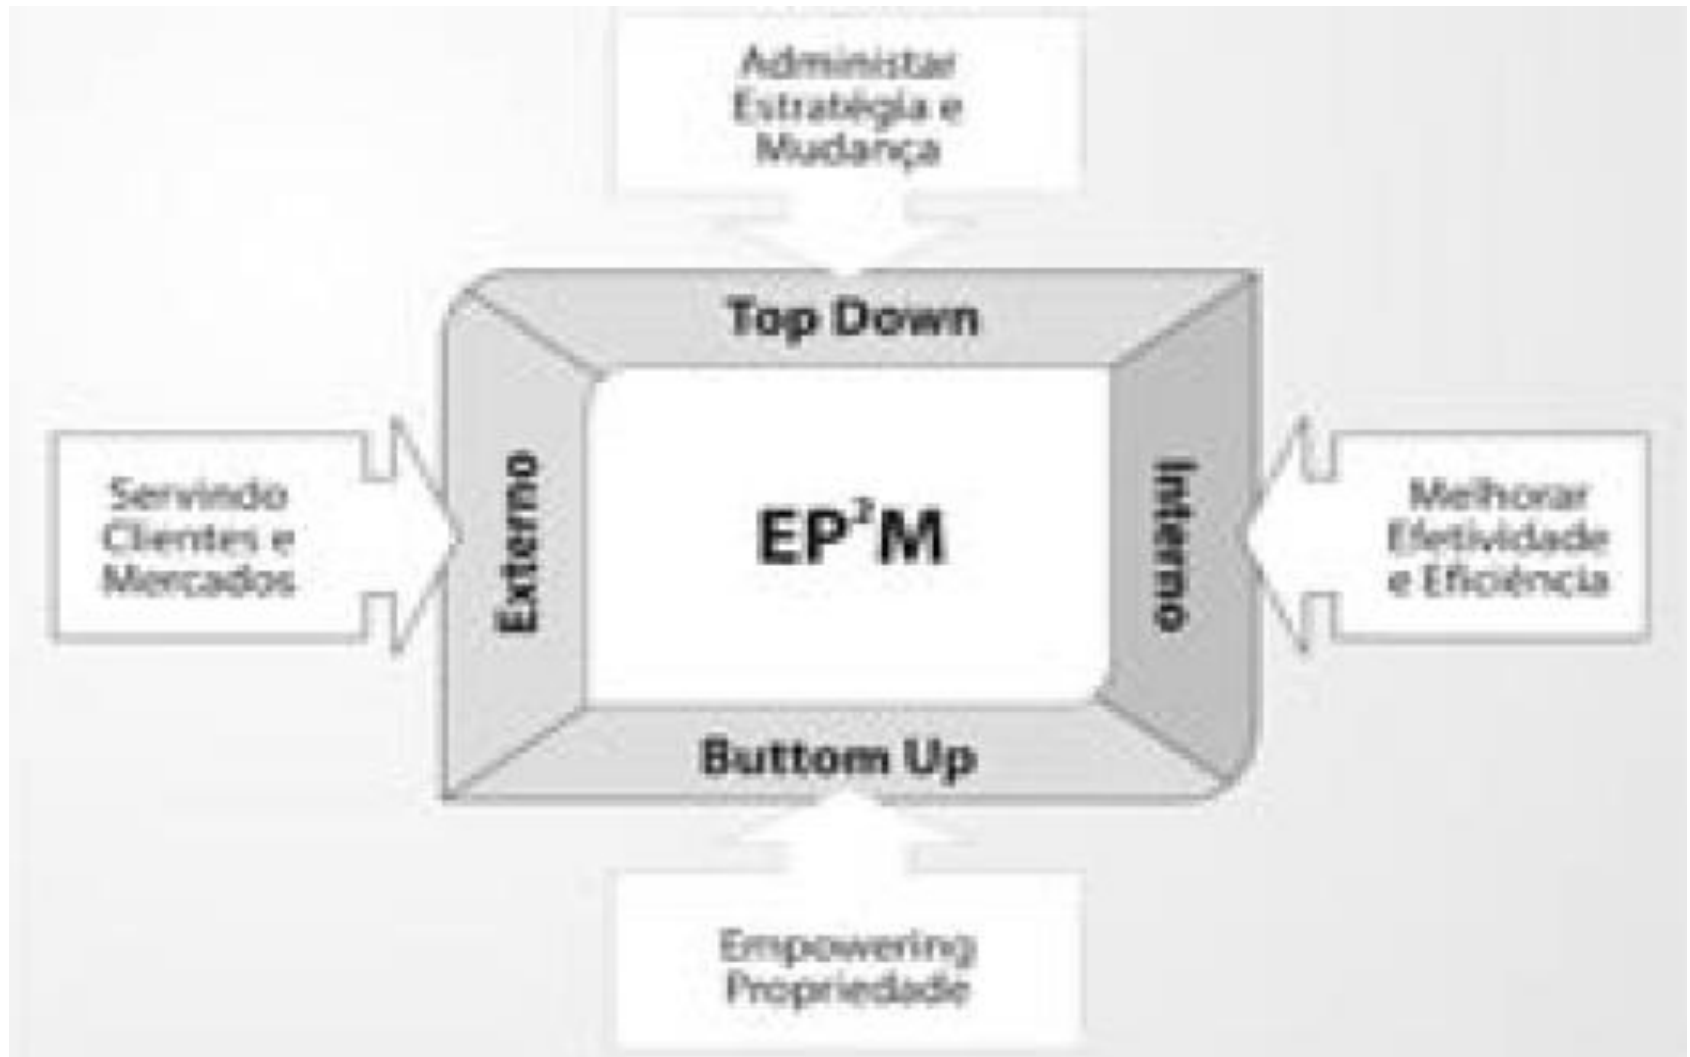 Administar
Estratégia e
Mudança
Top Down
Servindo
Clientes e
Mercados
Externo
EP²M
Interno
Melhorar
Efetividade
e Eficiência
Buttom Up
Empowering
Propriedade